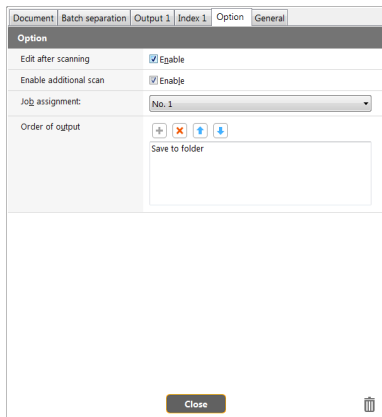 Document Batch separation Output 1 Index 1 Option General
Option
Edit after scanning Enable
Enable additional scan Enable
Job assignment: No. 1
Order of output
Save to folder
Close